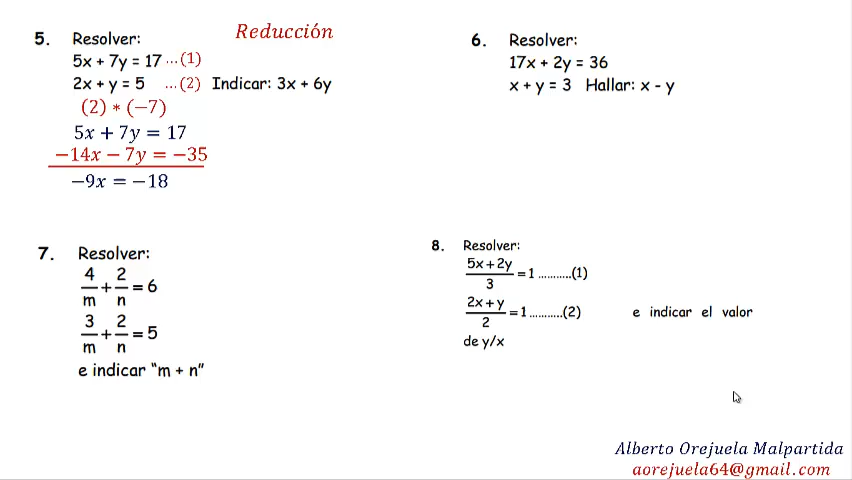 Reducción
5. Resolver:
5x + 7y = 17 ...(1)
2x + y = 5 ...(2) Indicar: 3x + 6y
(2) * (−7)
5x + 7y = 17
−14x − 7y = −35
−9x = −18
6. Resolver:
17x + 2y = 36
x + y = 3 Hallar: x - y
7. Resolver:
4/m + 2/n = 6
3/m + 2/n = 5
e indicar “m + n”
8. Resolver:
5x + 2y / 3 = 1 ...........(1)
2x + y / 2 = 1 ...........(2) e indicar el valor
de y/x
Alberto Orejuela Malpartida
aorejuela64@gmail.com